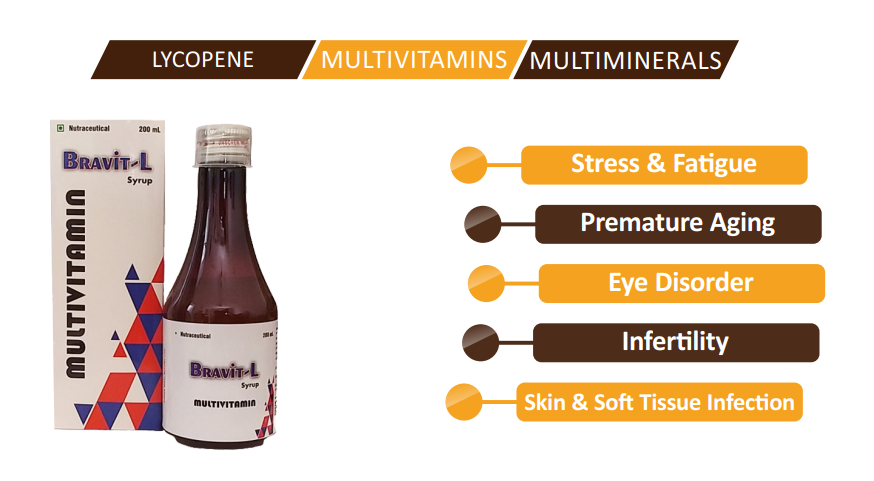 LYCOPENE
MULTIVITAMINS
MULTIMINERALS
Nutraceutical
200 mL
BRAVIT-L
Syrup
MULTIVITAMIN
Nutraceutical
200 mL
BRAVIT-L
Syrup
MULTIVITAMIN
Stress & Fatigue
Premature Aging
Eye Disorder
Infertility
Skin & Soft Tissue Infection